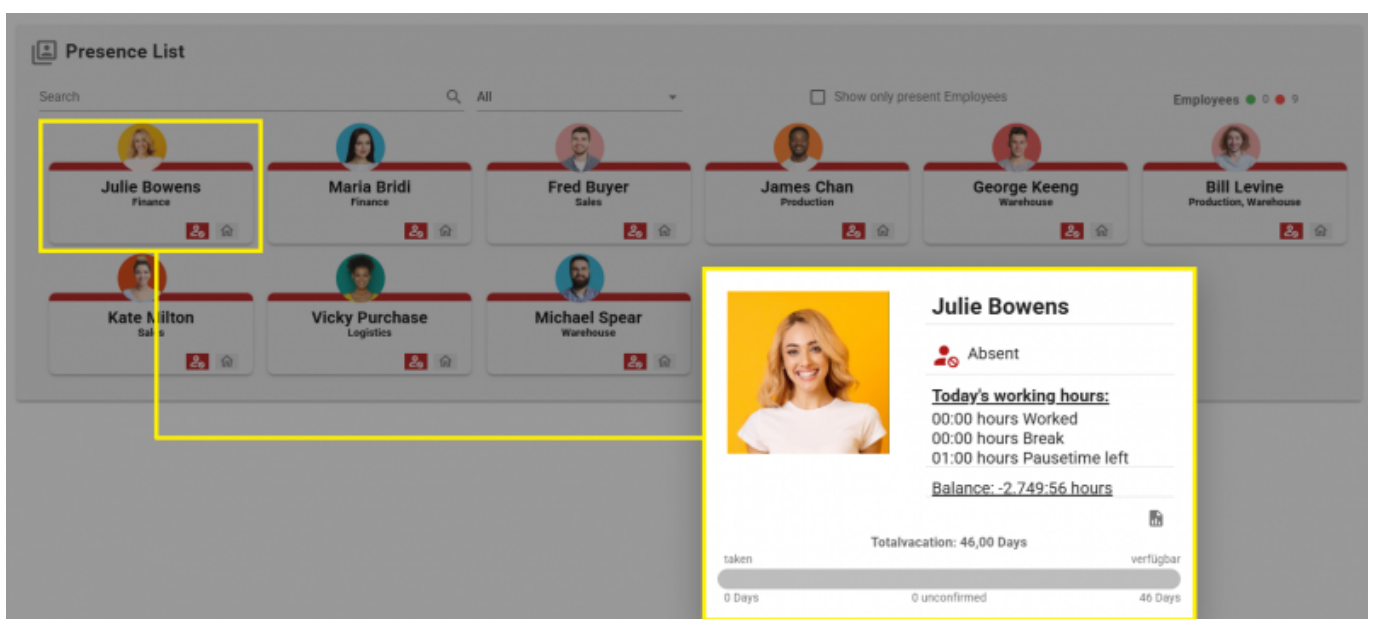 Presence List
Search
All
Show only present Employees
Employees 0 9
Julie Bowens
Finance
Maria Bridi
Finance
Fred Buyer
Sales
James Chan
Production
George Keeng
Warehouse
Bill Levine
Production, Warehouse
Kate Milton
Sales
Vicky Purchase
Logistics
Michael Spear
Warehouse
Julie Bowens
Absent
Today's working hours:
00:00 hours Worked
00:00 hours Break
01:00 hours Pausetime left
Balance: -2.749:56 hours
Totalvacation: 46,00 Days
taken
verfügbar
0 Days
0 unconfirmed
46 Days